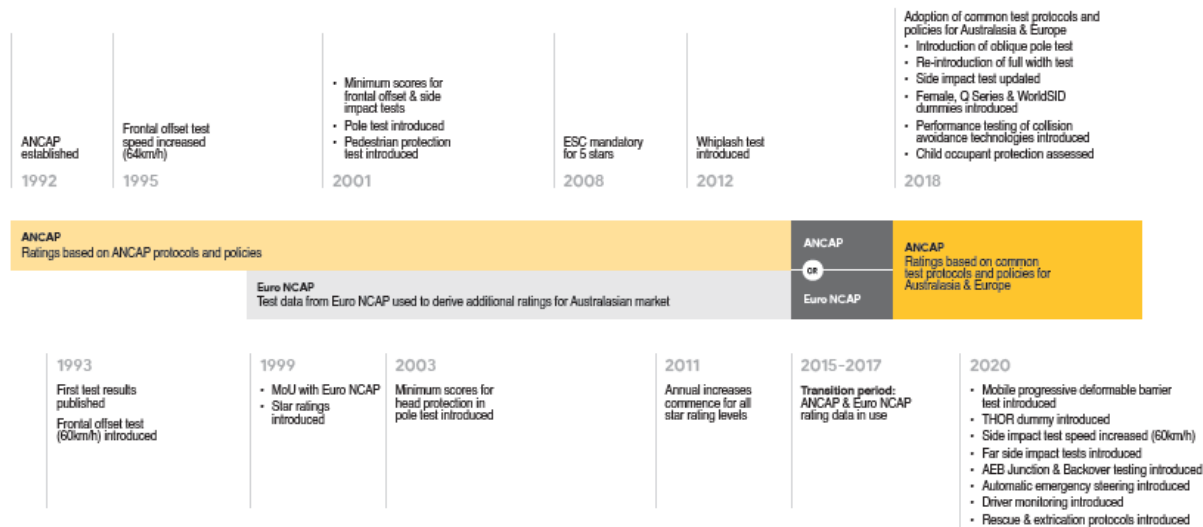 ANCAP
established
1992
Frontal offset test
speed increased
(64km/h)
1995
• Minimum scores for
frontal offset & side
impact tests
• Pole test introduced
• Pedestrian protection
test introduced
2001
ESC mandatory
for 5 stars
2008
Whiplash test
introduced
2012
Adoption of common test protocols and
policies for Australasia & Europe
• Introduction of oblique pole test
• Re-introduction of full width test
• Side impact test updated
• Female, Q Series & WorldSID
dummies introduced
• Performance testing of collision
avoidance technologies introduced
• Child occupant protection assessed
2018
ANCAP
Ratings based on ANCAP protocols and policies
Euro NCAP
Test data from Euro NCAP used to derive additional ratings for Australasian market
ANCAP
OR
Euro NCAP
ANCAP
Ratings based on common
test protocols and policies for
Australasia & Europe
1993
First test results
published
Frontal offset test
(60km/h) introduced
1999
• MoU with Euro NCAP
• Star ratings
introduced
2003
Minimum scores for
head protection in
pole test introduced
2011
Annual increases
commence for all
star rating levels
2015-2017
Transition period:
ANCAP & Euro NCAP
rating data in use
2020
• Mobile progressive deformable barrier
test introduced
• THOR dummy introduced
• Side impact test speed increased (60km/h)
• Far side impact tests introduced
• AEB Junction & Backover testing introduced
• Automatic emergency steering introduced
• Driver monitoring introduced
• Rescue & extrication protocols introduced